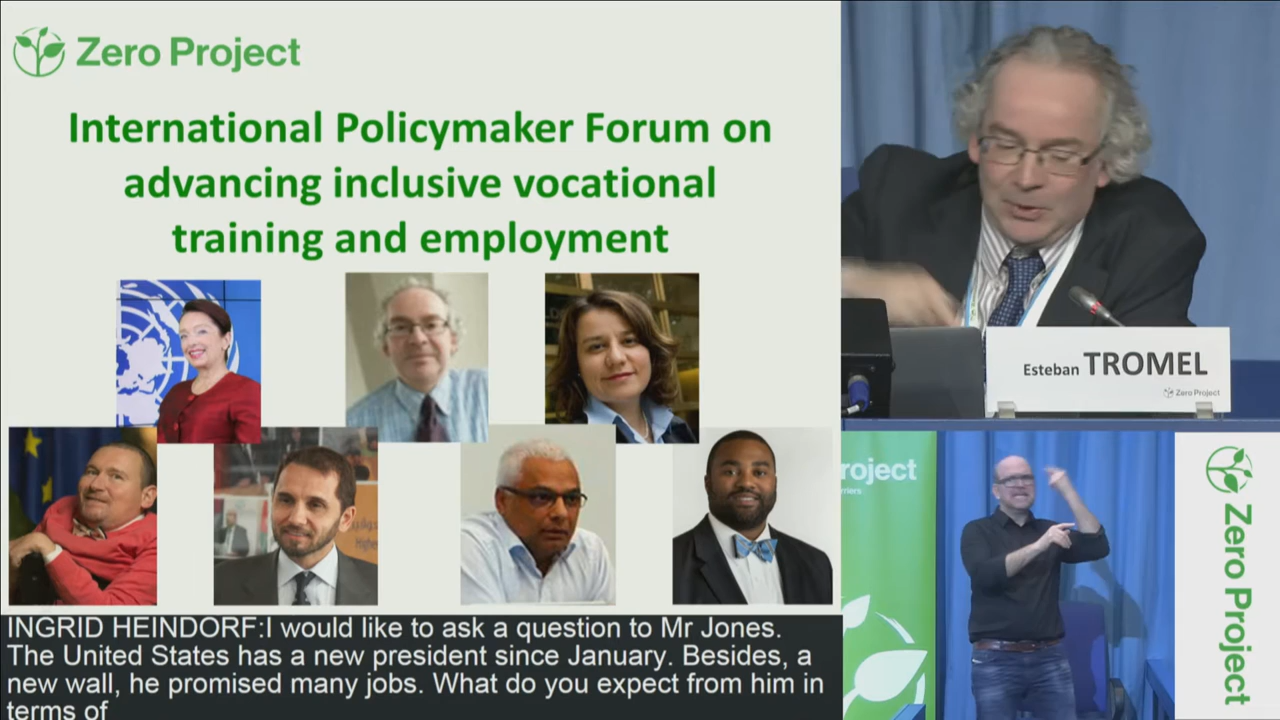 Zero Project
International Policymaker Forum on
advancing inclusive vocational
training and employment
INGRID HEINDORF:I would like to ask a question to Mr Jones.
The United States has a new president since January. Besides, a
new wall, he promised many jobs. What do you expect from him in
terms of
Esteban TROMEL
Zero Project
roject
rriers.
Zero Project